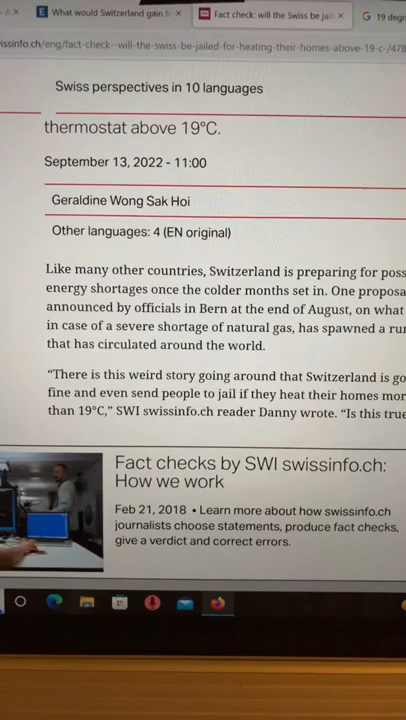 A ×
E What would Switzerland gain f ×
Fact check: will the Swiss be jai ×
G 19 degr
issinfo.ch/eng/fact-check--will-the-swiss-be-jailed-for-heating-their-homes-above-19-c-/478
Swiss perspectives in 10 languages
thermostat above 19°C.
September 13, 2022 - 11:00
Geraldine Wong Sak Hoi
Other languages: 4 (EN original)
Like many other countries, Switzerland is preparing for poss
energy shortages once the colder months set in. One proposa
announced by officials in Bern at the end of August, on what
in case of a severe shortage of natural gas, has spawned a ru
that has circulated around the world.
“There is this weird story going around that Switzerland is go
fine and even send people to jail if they heat their homes mor
than 19°C,” SWI swissinfo.ch reader Danny wrote. “Is this true
Fact checks by SWI swissinfo.ch:
How we work
Feb 21, 2018 • Learn more about how swissinfo.ch
journalists choose statements, produce fact checks,
give a verdict and correct errors.